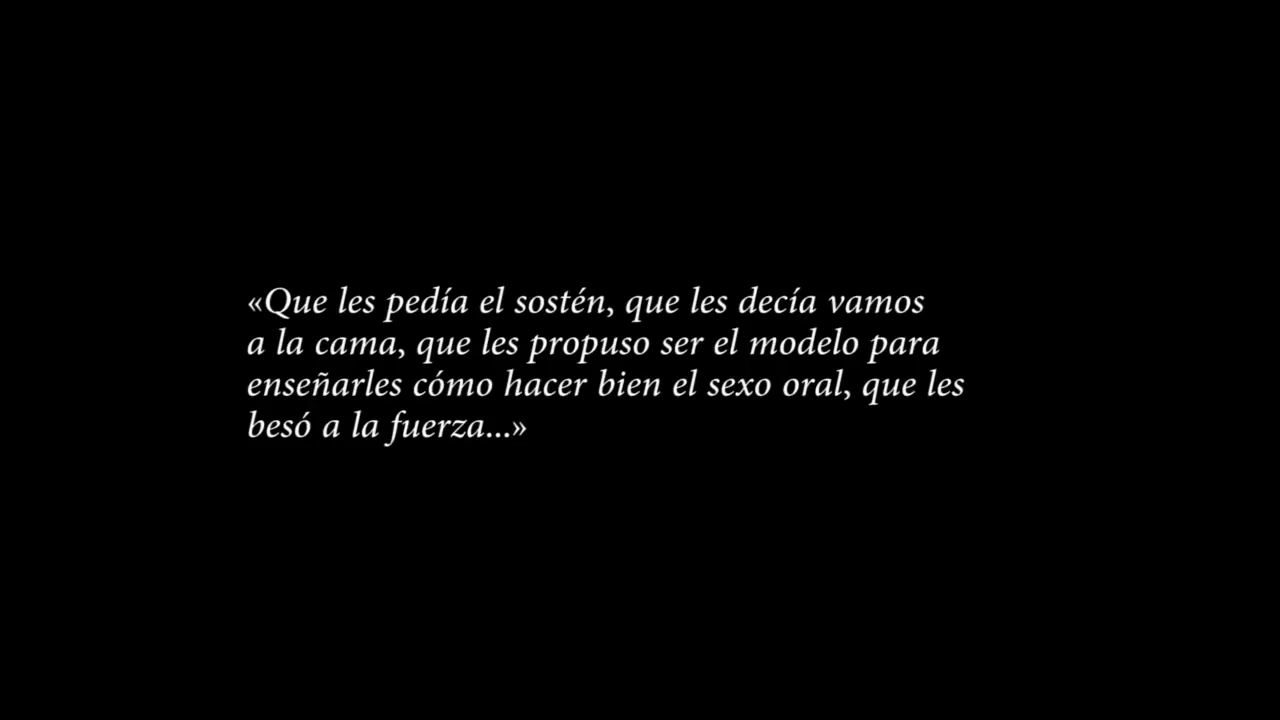 «Que les pedía el sostén, que les decía vamos
a la cama, que les propuso ser el modelo para
enseñarles cómo hacer bien el sexo oral, que les
besó a la fuerza...»